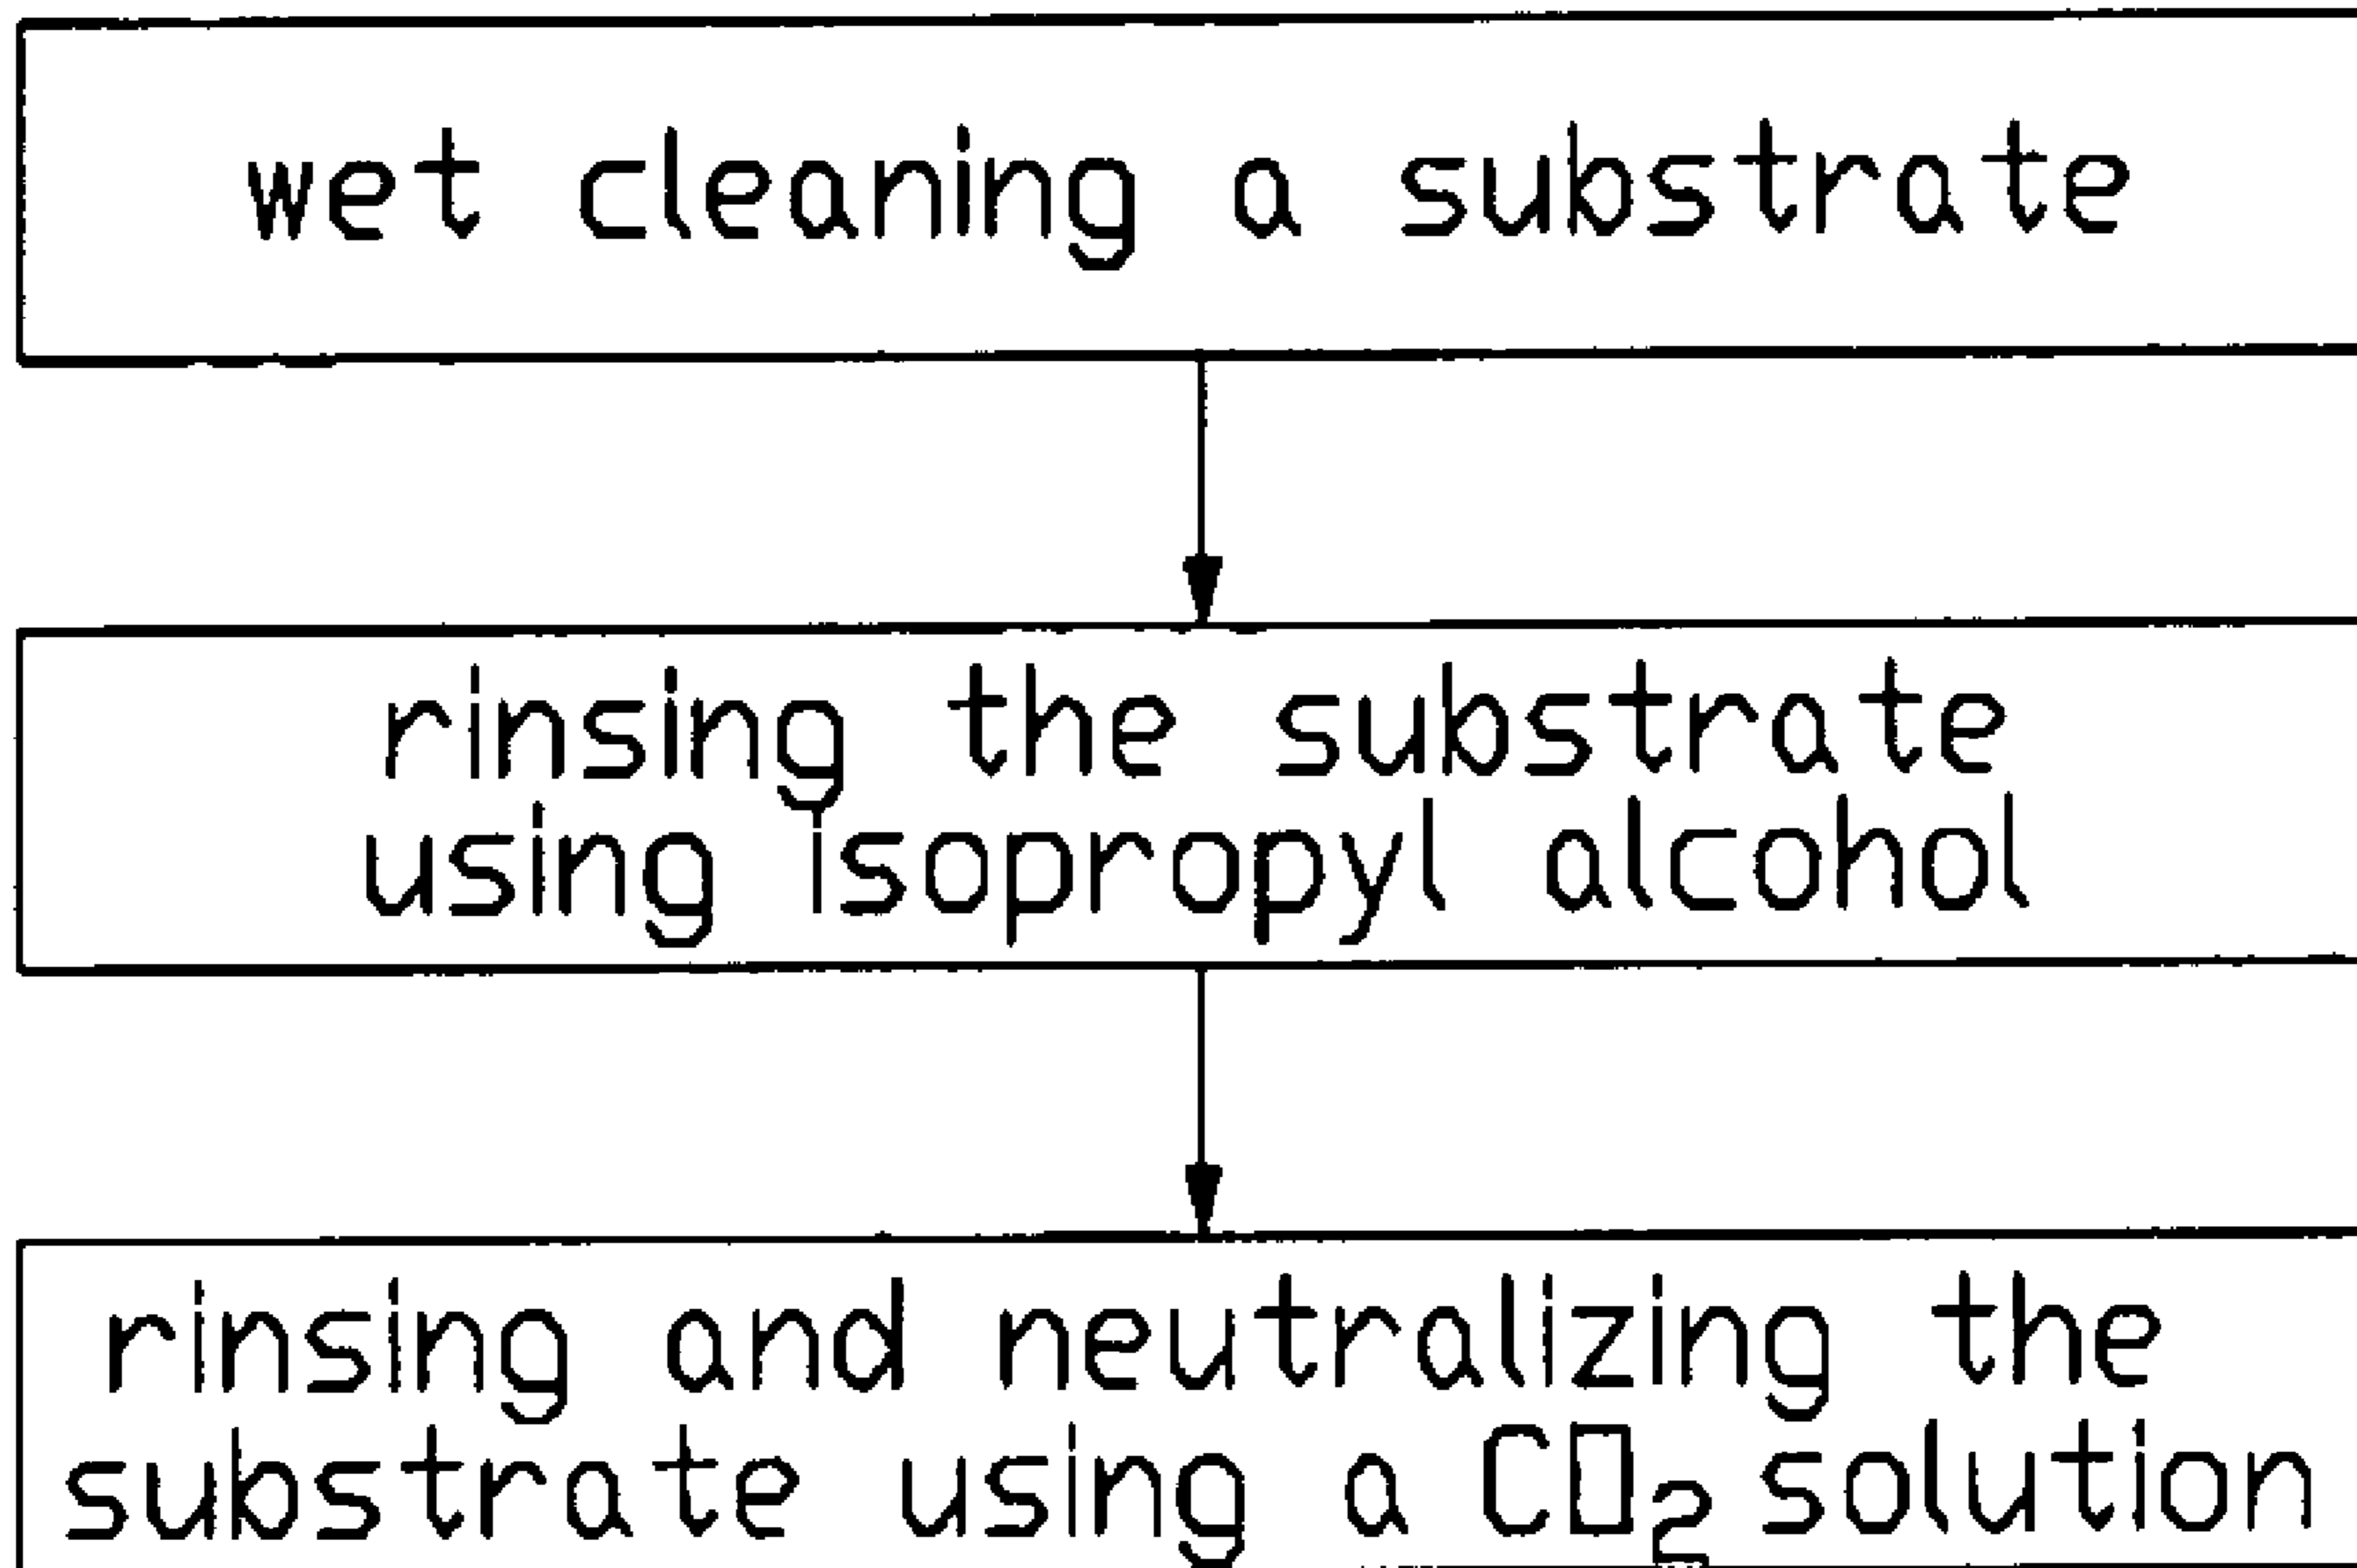 wet cleaning a substrate
rinsing the substrate
using isopropyl alcohol
rinsing and neutralizing the
substrate using a CO₂ solution